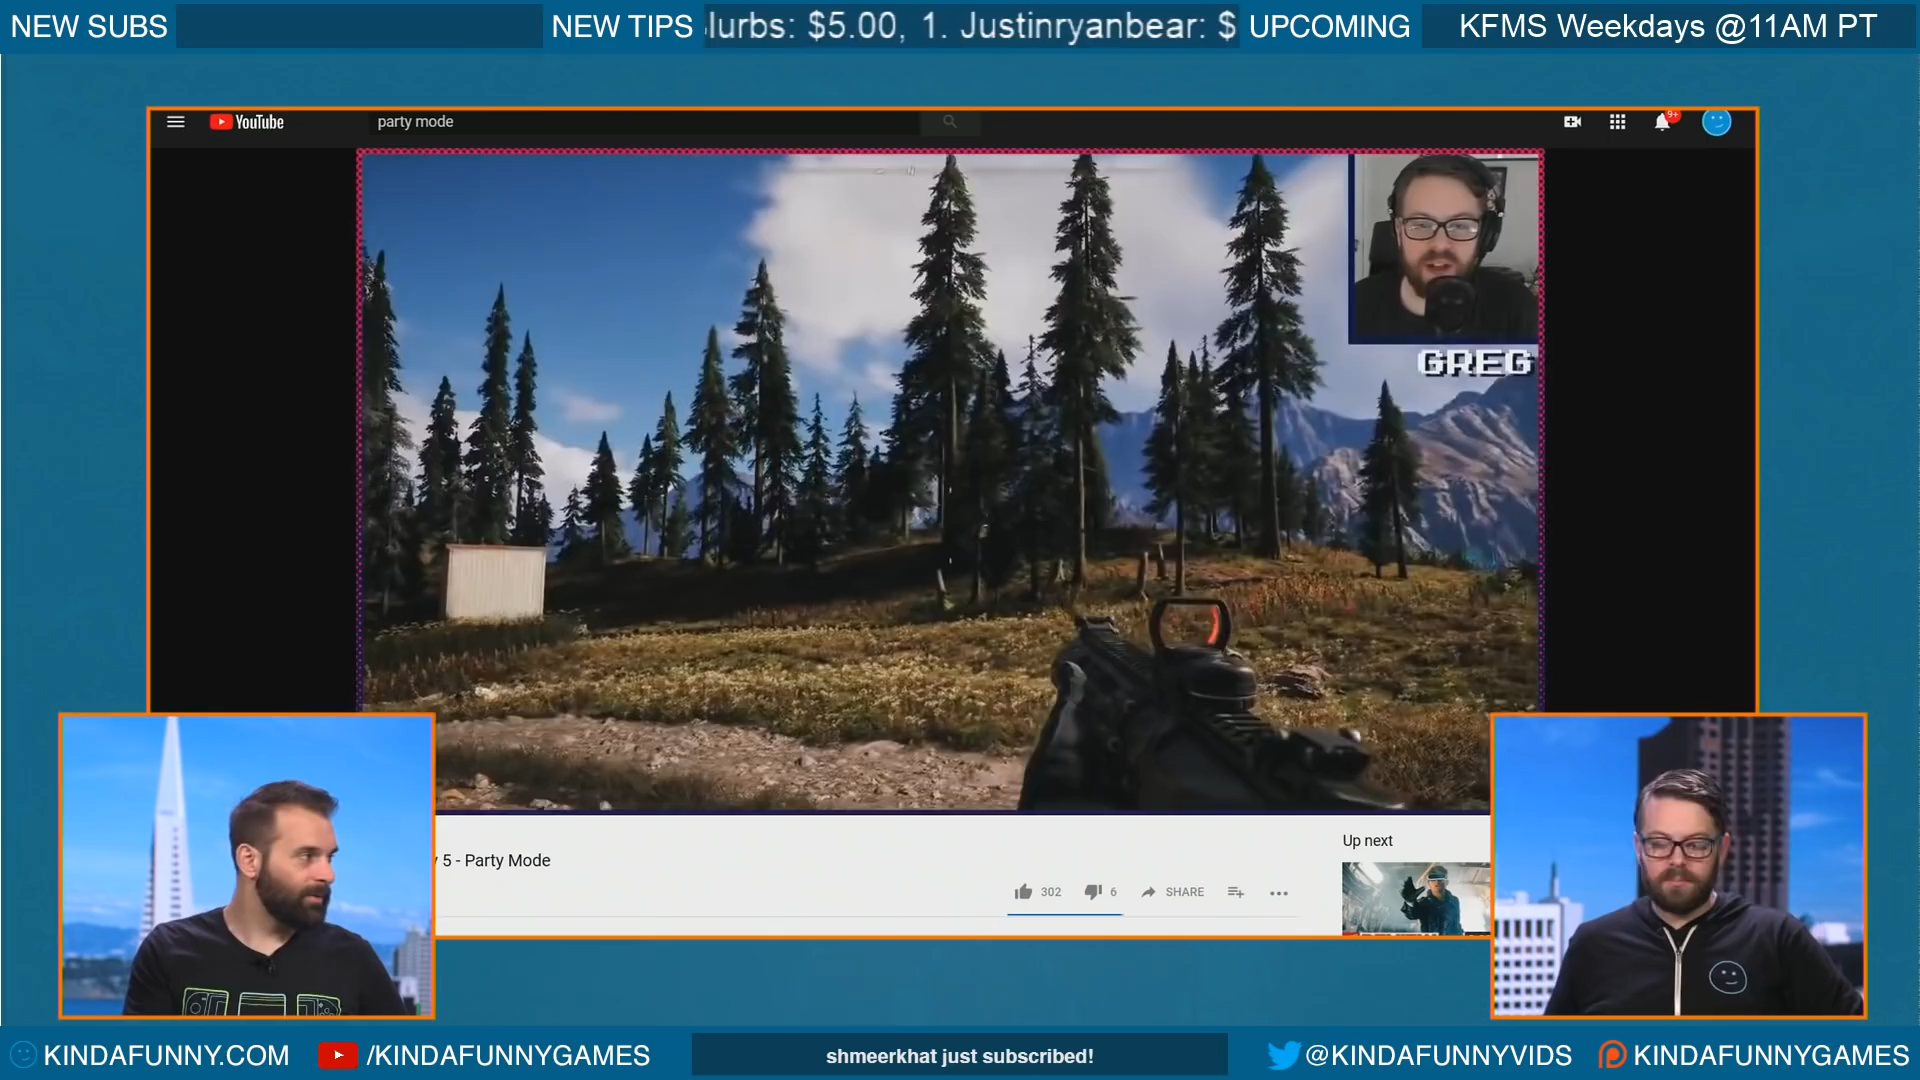 NEW SUBS
NEW TIPS
lurbs: $5.00, 1. Justinryanbear: $
UPCOMING
KFMS Weekdays @11AM PT
YouTube
party mode
9+
N
GREG
5 - Party Mode
302
6
SHARE
Up next
KINDAFUNNY.COM
/KINDAFUNNYGAMES
shmeerkhat just subscribed!
@KINDAFUNNYVIDS
KINDAFUNNYGAMES